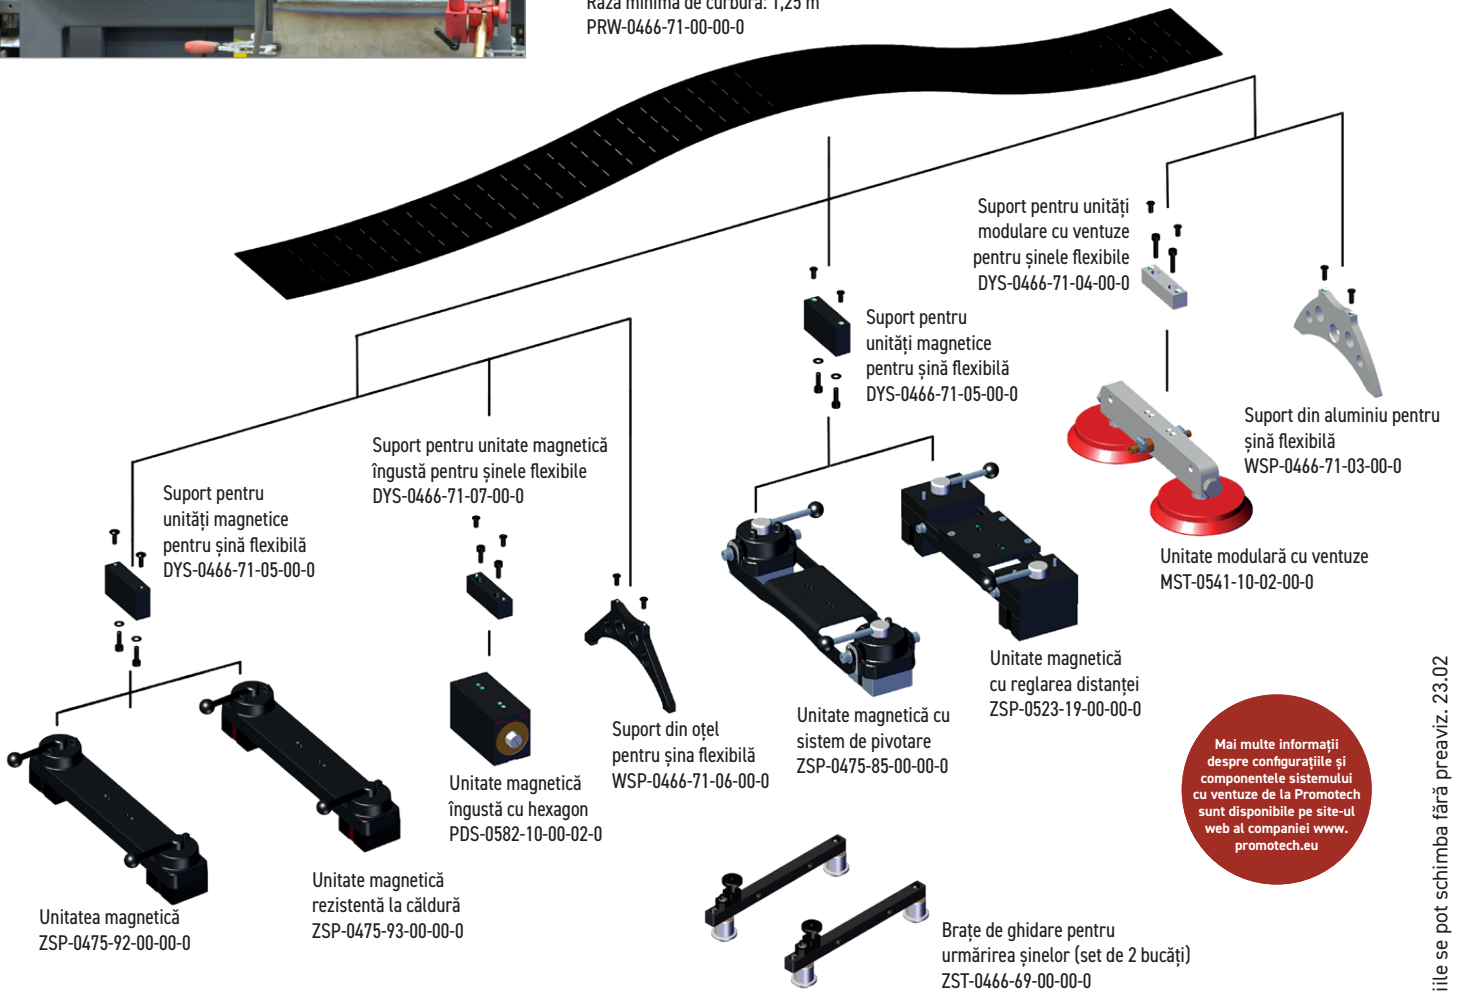 Raza minimă de curbură: 1,25 m
PRW-0466-71-00-00-0
Suport pentru unități
modulare cu ventuze
pentru șinele flexibile
DYS-0466-71-04-00-0
Suport pentru
unități magnetice
pentru șină flexibilă
DYS-0466-71-05-00-0
Suport din aluminiu pentru
șină flexibilă
WSP-0466-71-03-00-0
Suport pentru unitate magnetică
îngustă pentru șinele flexibile
DYS-0466-71-07-00-0
Suport pentru
unități magnetice
pentru șină flexibilă
DYS-0466-71-05-00-0
Unitate modulară cu ventuze
MST-0541-10-02-00-0
Unitate magnetică
cu reglarea distanței
ZSP-0523-19-00-00-0
Unitate magnetică cu
sistem de pivotare
ZSP-0475-85-00-00-0
Suport din oțel
pentru șina flexibilă
WSP-0466-71-06-00-0
Unitate magnetică
îngustă cu hexagon
PDS-0582-10-00-02-0
Unitate magnetică
rezistentă la căldură
ZSP-0475-93-00-00-0
Unitatea magnetică
ZSP-0475-92-00-00-0
Mai multe informații
despre configurațiile și
componentele sistemului
cu ventuze de la Promotech
sunt disponibile pe site-ul
web al companiei www.
promotech.eu
Brațe de ghidare pentru
urmărirea șinelor (set de 2 bucăți)
ZST-0466-69-00-00-0
iile se pot schimba fără preaviz. 23.02